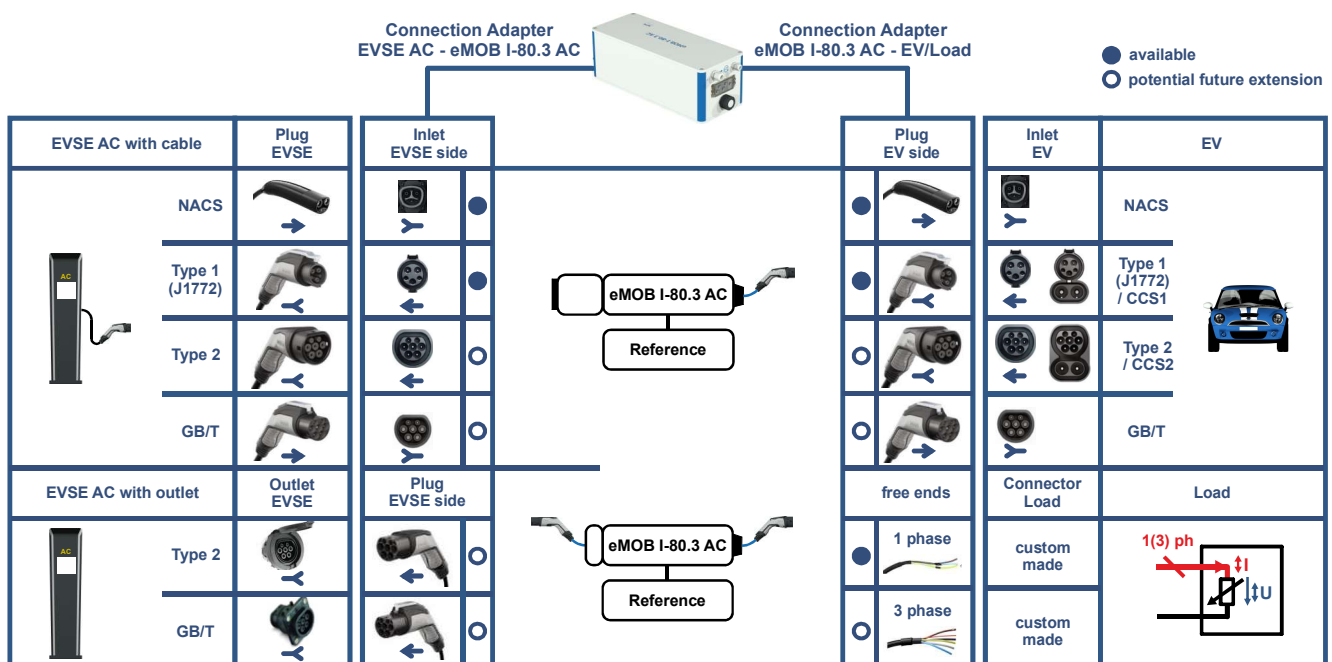 Connection Adapter
EVSE AC - eMOB I-80.3 AC
eMOB I-80.3 AC
Connection Adapter
eMOB I-80.3 AC - EV/Load
available
potential future extension
EVSE AC with cable
Plug
EVSE
Inlet
EVSE side
Plug
EV side
Inlet
EV
EV
NACS
NACS
AC
Type 1
(J1772)
eMOB I-80.3 AC
Reference
Type 1
(J1772)
/ CCS1
Type 2
Type 2
/ CCS2
GB/T
GB/T
EVSE AC with outlet
Outlet
EVSE
Plug
EVSE side
free ends
Connector
Load
Load
AC
Type 2
eMOB I-80.3 AC
Reference
1 phase
custom
made
1(3) ph
I
U
GB/T
3 phase
custom
made